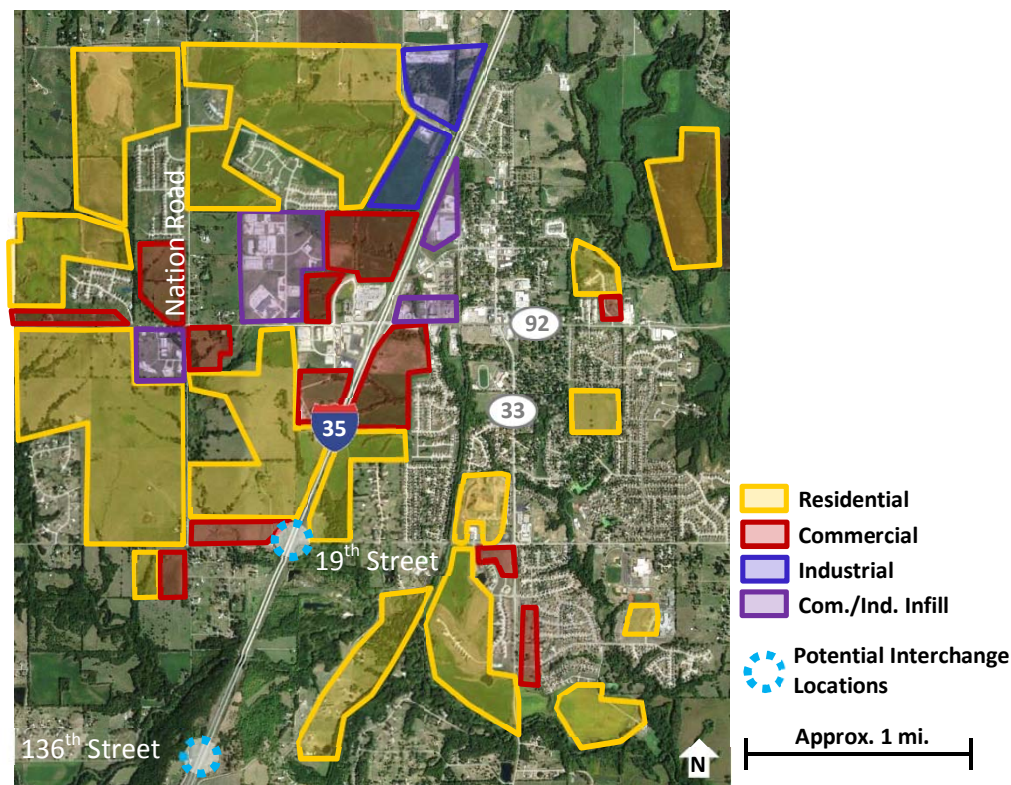 Nation Road
92
33
35
19th Street
136th Street
N
Residential
Commercial
Industrial
Com./Ind. Infill
Potential Interchange
Locations
Approx. 1 mi.